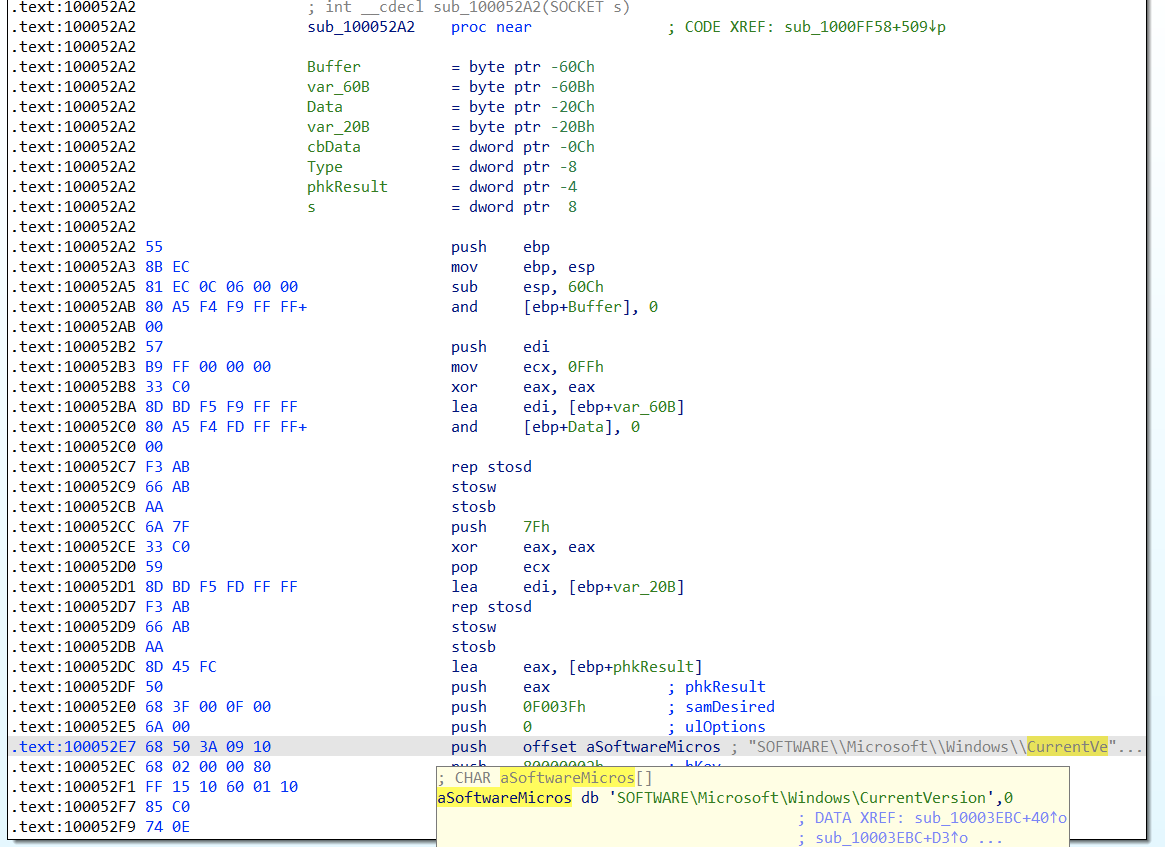 .text:100052A2 ; int __cdecl sub_100052A2(SOCKET s)
.text:100052A2 sub_100052A2 proc near ; CODE XREF: sub_1000FF58+509↓p
.text:100052A2
.text:100052A2 Buffer = byte ptr -60Ch
.text:100052A2 var_60B = byte ptr -60Bh
.text:100052A2 Data = byte ptr -20Ch
.text:100052A2 var_20B = byte ptr -20Bh
.text:100052A2 cbData = dword ptr -0Ch
.text:100052A2 Type = dword ptr -8
.text:100052A2 phkResult = dword ptr -4
.text:100052A2 s = dword ptr 8
.text:100052A2
.text:100052A2 55 push ebp
.text:100052A3 8B EC mov ebp, esp
.text:100052A5 81 EC 0C 06 00 00 sub esp, 60Ch
.text:100052AB 80 A5 F4 F9 FF FF+ and [ebp+Buffer], 0
.text:100052AB 00
.text:100052B2 57 push edi
.text:100052B3 B9 FF 00 00 00 mov ecx, 0FFh
.text:100052B8 33 C0 xor eax, eax
.text:100052BA 8D BD F5 F9 FF FF lea edi, [ebp+var_60B]
.text:100052C0 80 A5 F4 FD FF FF+ and [ebp+Data], 0
.text:100052C0 00
.text:100052C7 F3 AB rep stosd
.text:100052C9 66 AB stosw
.text:100052CB AA stosb
.text:100052CC 6A 7F push 7Fh
.text:100052CE 33 C0 xor eax, eax
.text:100052D0 59 pop ecx
.text:100052D1 8D BD F5 FD FF FF lea edi, [ebp+var_20B]
.text:100052D7 F3 AB rep stosd
.text:100052D9 66 AB stosw
.text:100052DB AA stosb
.text:100052DC 8D 45 FC lea eax, [ebp+phkResult]
.text:100052DF 50 push eax ; phkResult
.text:100052E0 68 3F 00 0F 00 push 0F003Fh ; samDesired
.text:100052E5 6A 00 push 0 ; ulOptions
.text:100052E7 68 50 3A 09 10 push offset aSoftwareMicros ; "SOFTWARE\\Microsoft\\Windows\\CurrentVe"...
.text:100052EC 68 02 00 00 80 push 80000002h ; hKey
.text:100052F1 FF 15 10 60 01 10
.text:100052F7 85 C0
.text:100052F9 74 0E
; CHAR aSoftwareMicros[]
aSoftwareMicros db 'SOFTWARE\Microsoft\Windows\CurrentVersion',0
; DATA XREF: sub_10003EBC+40↑o
; sub_10003EBC+D3↑o ...